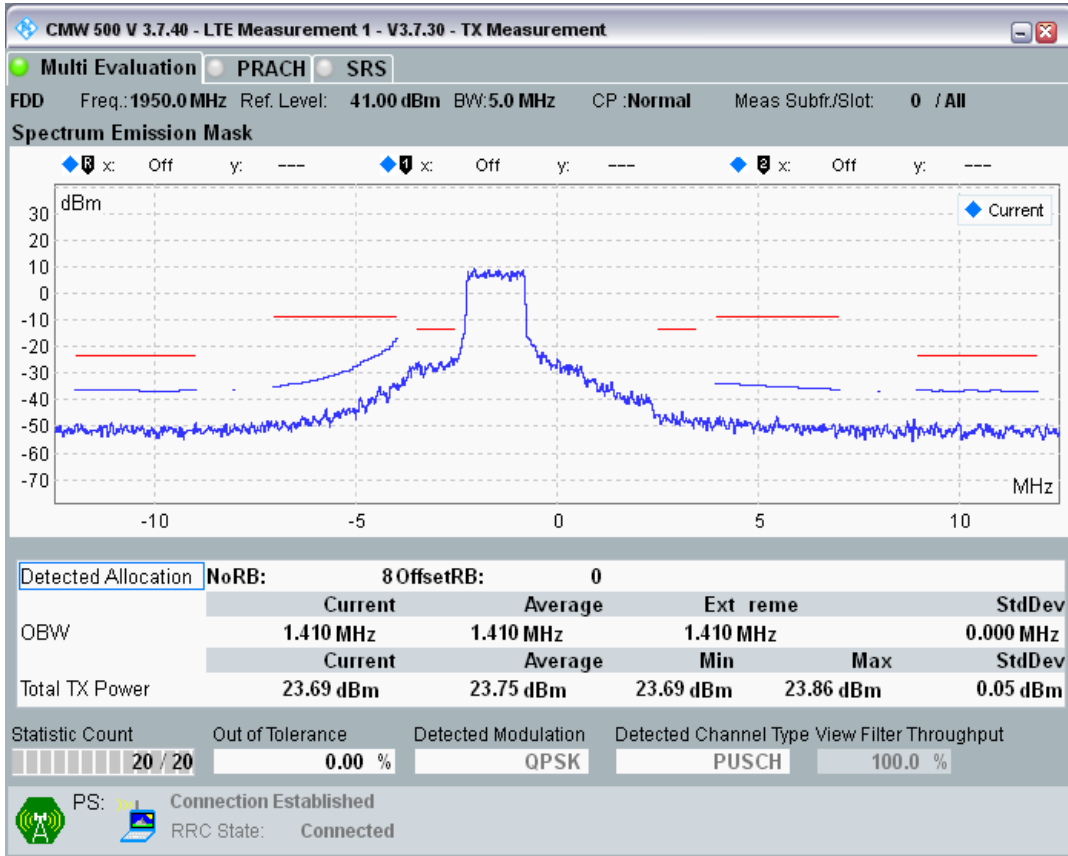 CMW 500 V 3.7.40 - LTE Measurement 1 - V3.7.30 - TX Measurement
Multi Evaluation PRACH SRS
FDD Freq.: 1950.0 MHz Ref. Level: 41.00 dBm BW: 5.0 MHz CP : Normal Meas Subfr./Slot: 0 / All
Spectrum Emission Mask
R x: Off y: --- 1 x: Off y: --- 2 x: Off y: ---
dBm
Current
30
20
10
0
-10
-20
-30
-40
-50
-60
-70
MHz
-10 -5 0 5 10
Detected Allocation NoRB: 8 OffsetRB: 0
Current Average Ext reme StdDev
OBW 1.410 MHz 1.410 MHz 1.410 MHz 0.000 MHz
Current Average Min Max StdDev
Total TX Power 23.69 dBm 23.75 dBm 23.69 dBm 23.86 dBm 0.05 dBm
Statistic Count Out of Tolerance Detected Modulation Detected Channel Type View Filter Throughput
20 / 20 0.00 % QPSK PUSCH 100.0 %
PS: Connection Established
RRC State: Connected